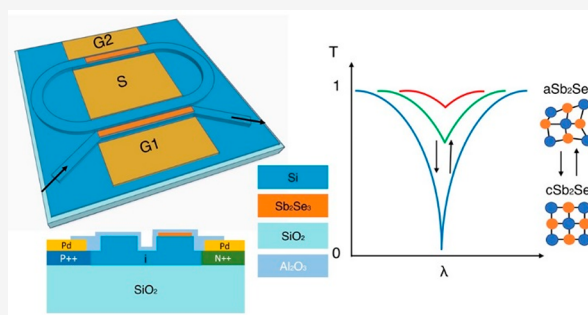 G2
S
G1
Si
Sb₂Se₃
SiO₂
Al₂O₃
Pd
Pd
P++
i
N++
SiO₂
T
1
0
λ
aSb₂Se
cSb₂Se